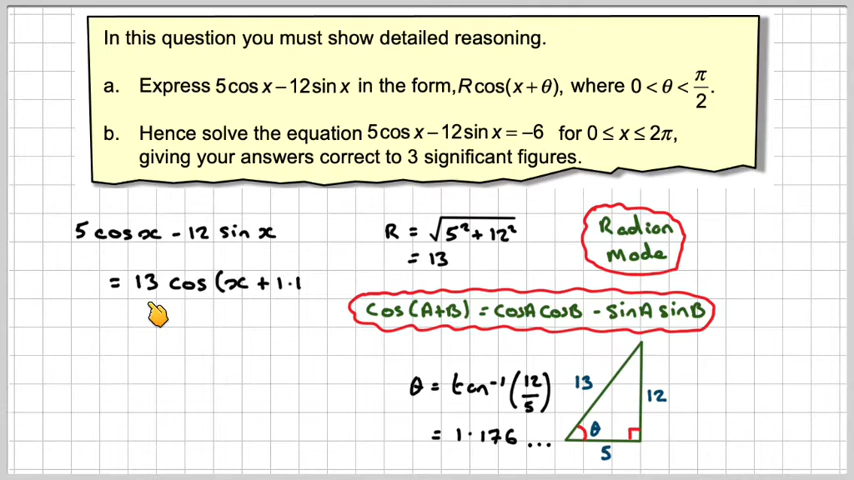 In this question you must show detailed reasoning.
a. Express 5cos x − 12sin x in the form, R cos(x + θ), where 0 < θ < π/2.
b. Hence solve the equation 5cos x − 12sin x = −6 for 0 ≤ x ≤ 2π,
giving your answers correct to 3 significant figures.
5 cos x − 12 sin x
= 13 cos (x + 1.1
R = √5² + 12²
= 13
Radian
Mode
Cos(A+B) = CosA CosB − SinA SinB
θ = tan⁻¹(12/5)
= 1.176 ...
13
12
θ
5